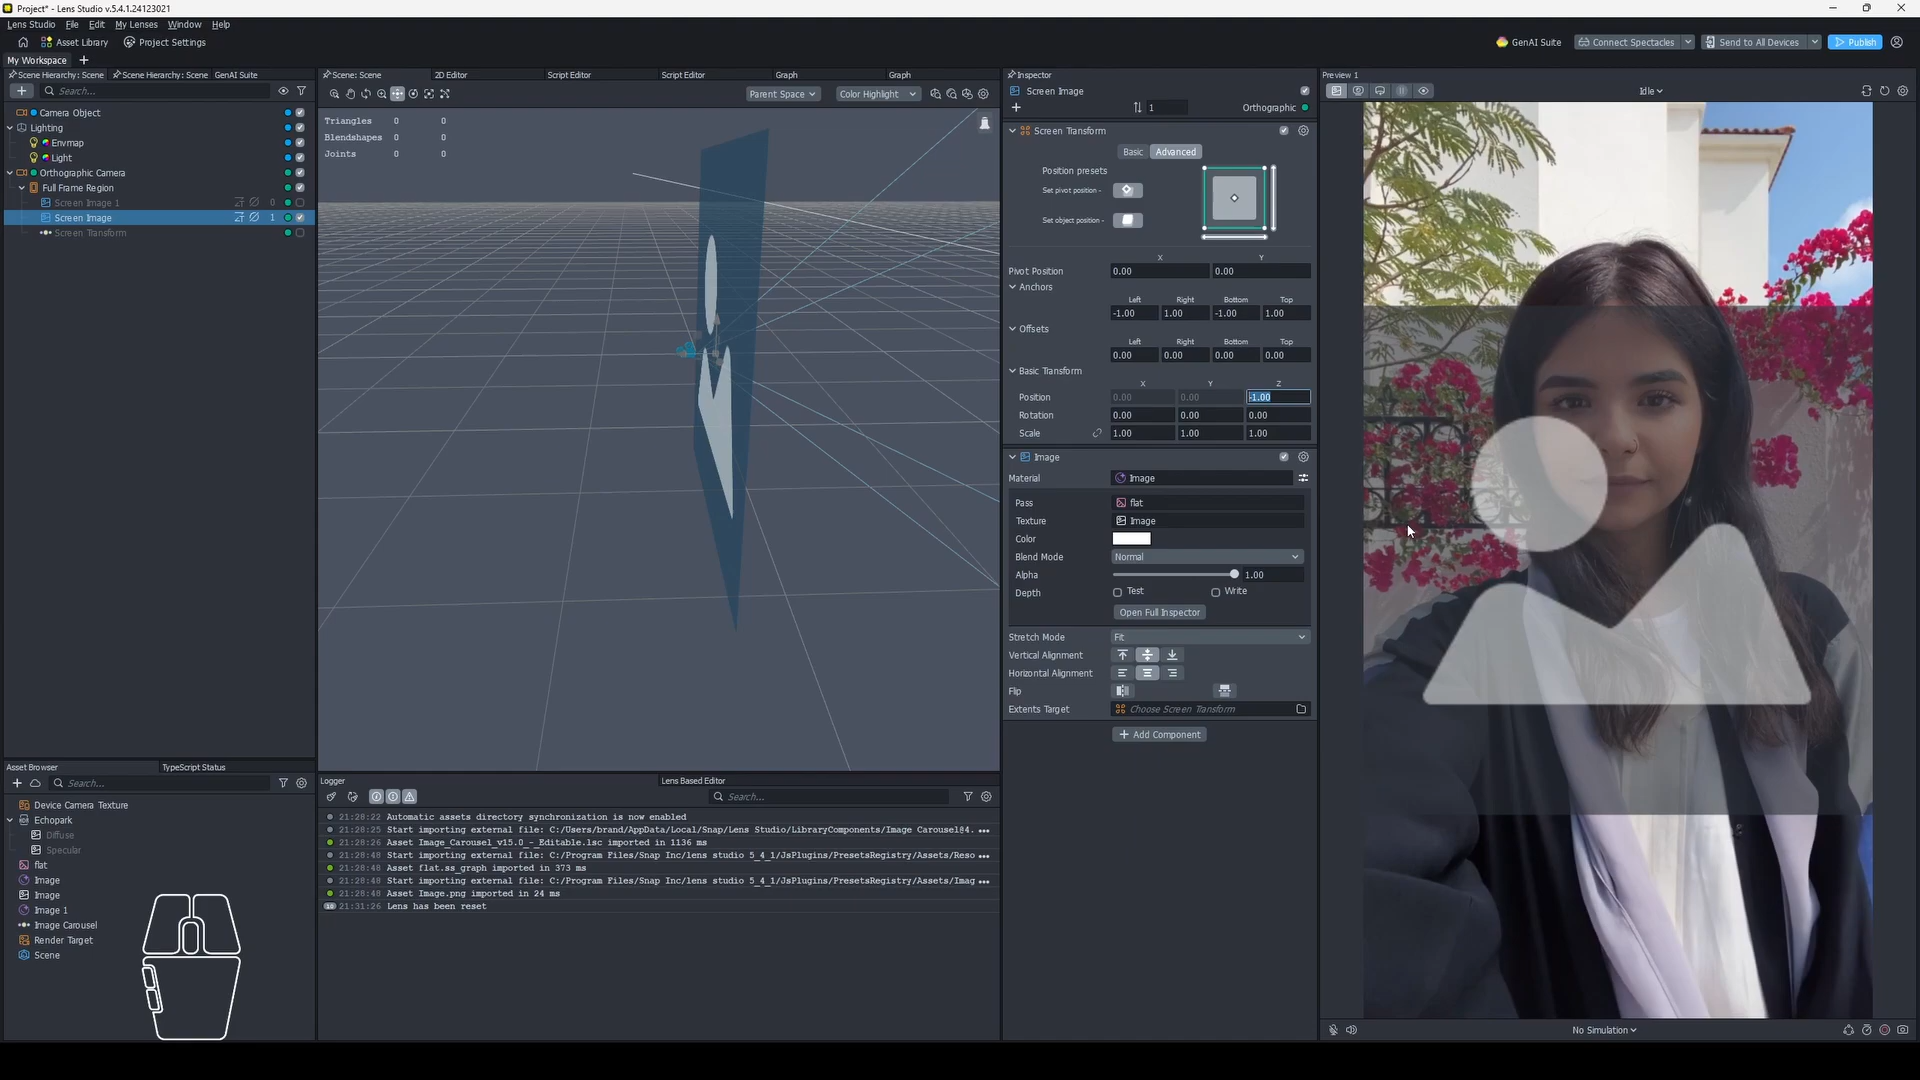 Project* - Lens Studio v.5.4.1.24123021
Lens Studio File Edit My Lenses Window Help
Asset Library Project Settings
GenAI Suite Connect Spectacles Send to All Devices Publish
My Workspace
Scene Hierarchy: Scene Scene Hierarchy: Scene GenAI Suite
Search...
Camera Object
Lighting
Envmap
Light
Orthographic Camera
Full Frame Region
Screen Image 1 0
Screen Image 1
Screen Transform
Scene: Scene 2D Editor Script Editor Script Editor Graph Graph
Parent Space Color Highlight
Triangles 0 0
Blendshapes 0 0
Joints 0 0
Inspector
Screen Image
1 Orthographic
Screen Transform
Basic Advanced
Position presets
Set pivot position -
Set object position -
X Y
Pivot Position 0.00 0.00
Anchors
Left Right Bottom Top
-1.00 1.00 -1.00 1.00
Offsets
Left Right Bottom Top
0.00 0.00 0.00 0.00
Basic Transform
X Y Z
Position 0.00 0.00 -1.00
Rotation 0.00 0.00 0.00
Scale 1.00 1.00 1.00
Image
Material Image
Pass flat
Texture Image
Color
Blend Mode Normal
Alpha 1.00
Depth Test Write
Open Full Inspector
Stretch Mode Fit
Vertical Alignment
Horizontal Alignment
Flip
Extents Target Choose Screen Transform
Add Component
Preview 1
Idle
No Simulation
Asset Browser TypeScript Status
Search...
Device Camera Texture
Echopark
Diffuse
Specular
flat
Image
Image
Image 1
Image Carousel
Render Target
Scene
Logger Lens Based Editor
Search...
21:28:22 Automatic assets directory synchronization is now enabled
21:28:25 Start importing external file: C:/Users/brand/AppData/Local/Snap/Lens Studio/LibraryComponents/Image Carousel@4. •••
21:28:26 Asset Image_Carousel_v15.0_-_Editable.lsc imported in 1136 ms
21:28:48 Start importing external file: C:/Program Files/Snap Inc/lens studio 5_4_1/JsPlugins/PresetsRegistry/Assets/Reso •••
21:28:48 Asset flat.ss_graph imported in 373 ms
21:28:48 Start importing external file: C:/Program Files/Snap Inc/lens studio 5_4_1/JsPlugins/PresetsRegistry/Assets/Imag •••
21:28:48 Asset Image.png imported in 24 ms
21:31:26 Lens has been reset